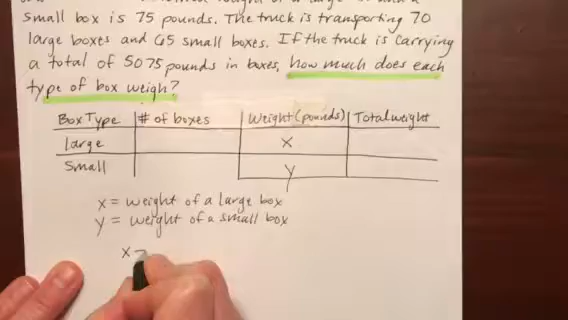 small box is 75 pounds. The truck is transporting 70
large boxes and 65 small boxes. If the truck is carrying
a total of 5075 pounds in boxes, how much does each
type of box weigh?
Box Type # of boxes Weight (pounds) Total weight
large x
Small y
x = weight of a large box
y = weight of a small box
x